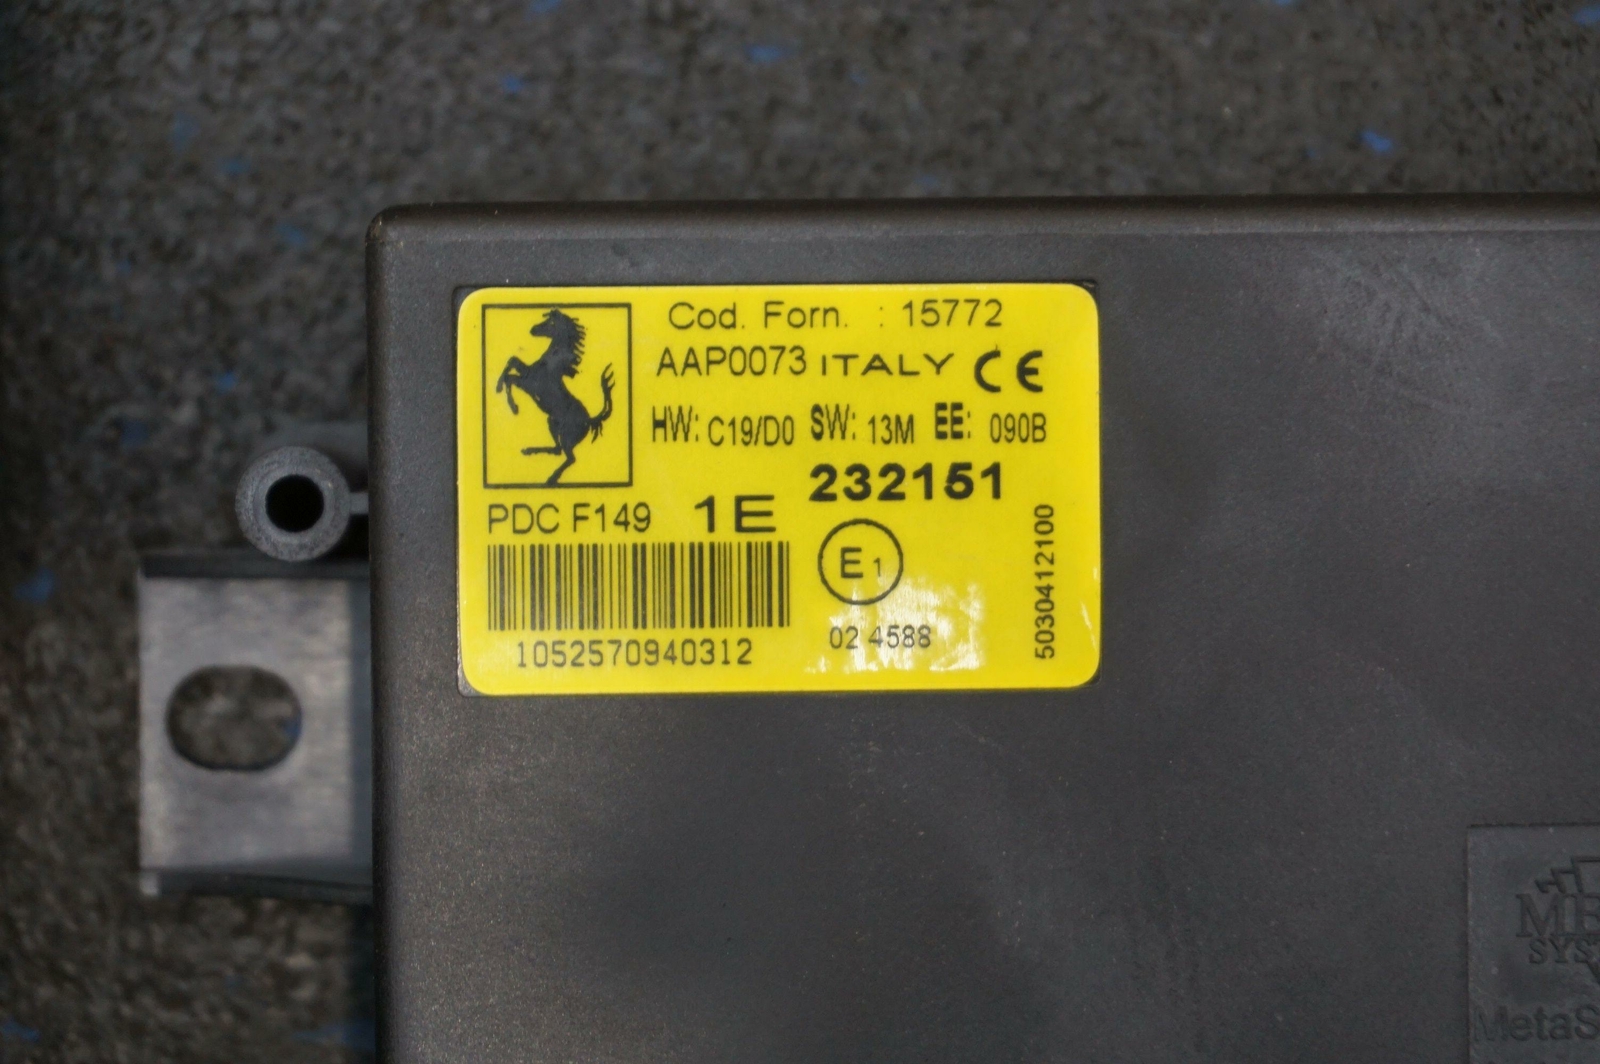 Cod. Forn. : 15772
AAP0073 ITALY CE
HW: C19/D0 SW: 13M EE: 090B
232151
PDC F149 1E
E1
1052570940312
02 4588
5030412100